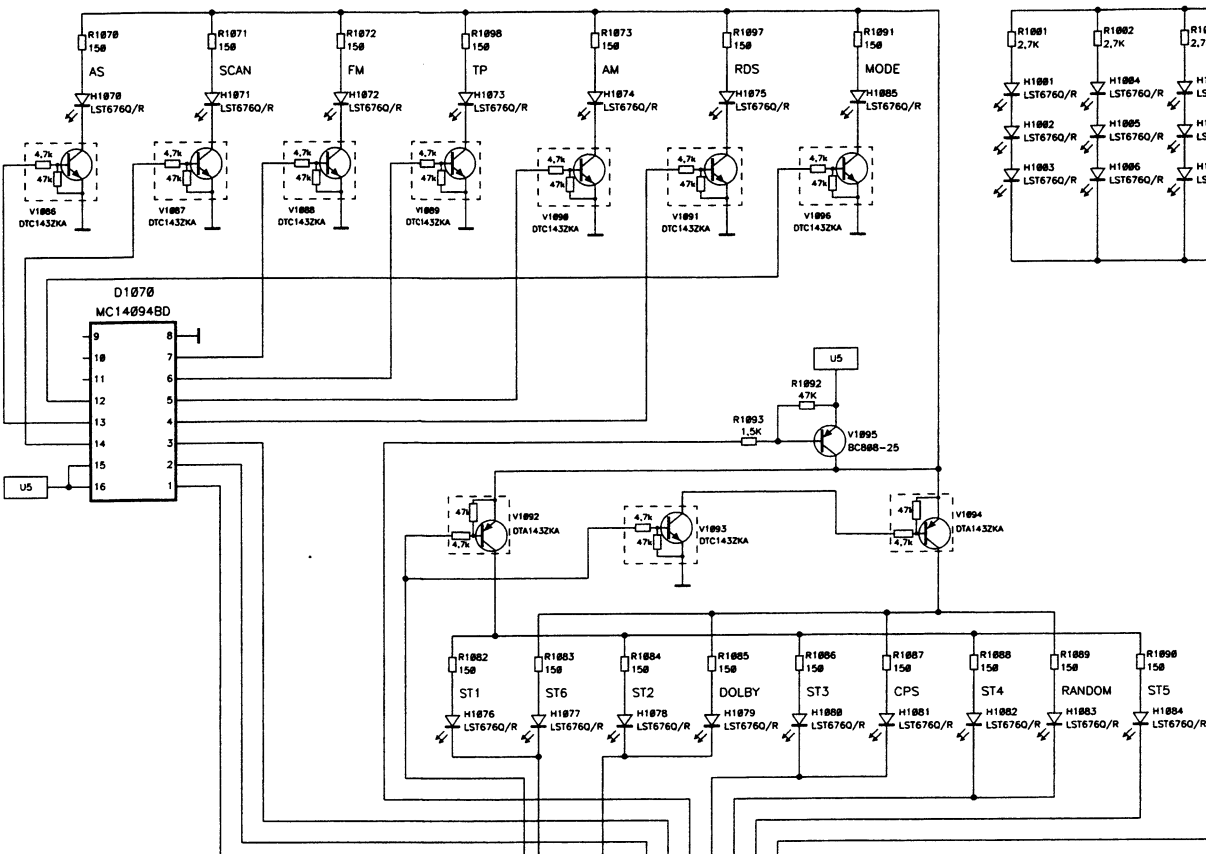 R1070 R1071 R1072 R1098 R1073 R1097 R1091 R1001 R1002
150 150 150 150 150 150 150 2,7K 2,7K 2,7
AS SCAN FM TP AM RDS MODE
H1070 H1071 H1072 H1073 H1074 H1075 H1085 H1001 H1004
LST676Q/R LST676Q/R LST676Q/R LST676Q/R LST676Q/R LST676Q/R LST676Q/R LST676Q/R LST676Q/R
H1002 H1005
LST676Q/R LST676Q/R
H1003 H1006
LST676Q/R LST676Q/R
4,7k 4,7k 4,7k 4,7k 4,7k 4,7k 4,7k
47k 47k 47k 47k 47k 47k 47k
V1086 V1087 V1088 V1089 V1090 V1091 V1096
DTC143ZKA DTC143ZKA DTC143ZKA DTC143ZKA DTC143ZKA DTC143ZKA DTC143ZKA
D1070
MC14094BD
9 8
10 7
11 6
12 5
13 4
14 3
15 2
16 1
U5
U5
R1092
47K
R1093
1,5K
V1095
BC808-25
47k
4,7k
V1092
DTA143ZKA
4,7k
47k
V1093
DTC143ZKA
47k
4,7k
V1094
DTA143ZKA
R1082 R1083 R1084 R1085 R1086 R1087 R1088 R1089 R1090
150 150 150 150 150 150 150 150 150
ST1 ST6 ST2 DOLBY ST3 CPS ST4 RANDOM ST5
H1076 H1077 H1078 H1079 H1080 H1081 H1082 H1083 H1084
LST676Q/R LST676Q/R LST676Q/R LST676Q/R LST676Q/R LST676Q/R LST676Q/R LST676Q/R LST676Q/R